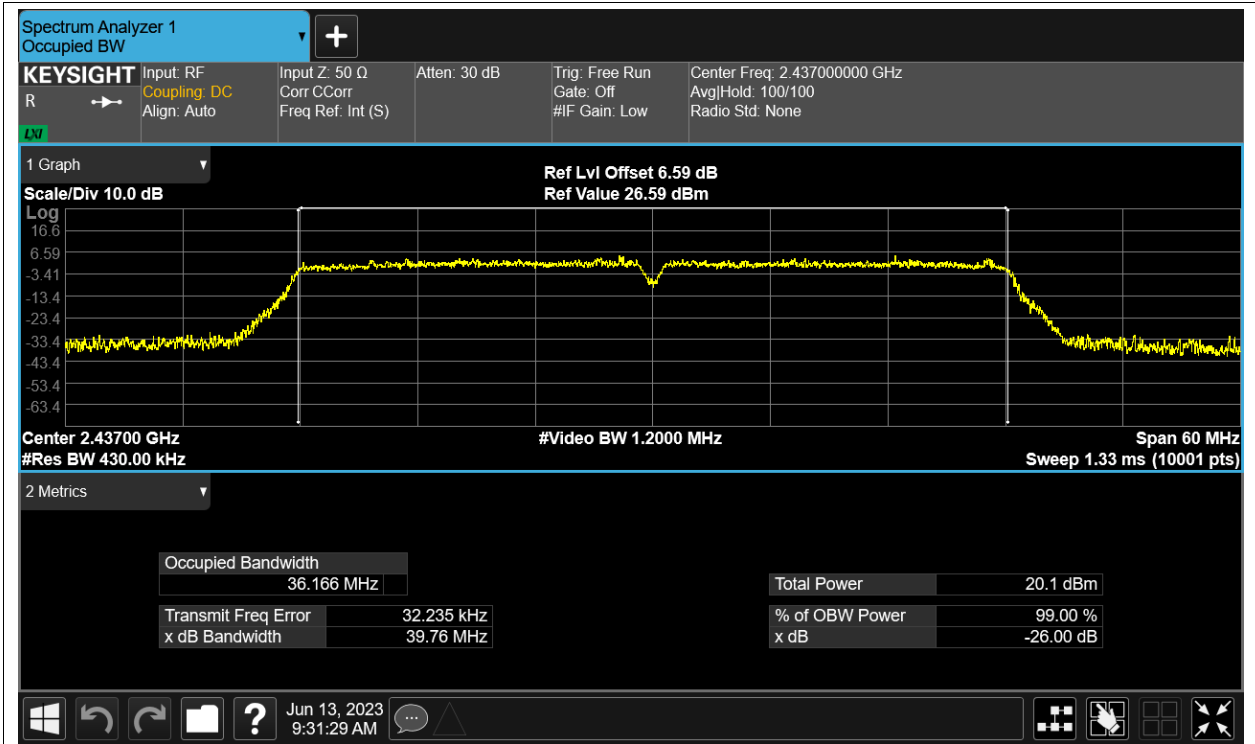 Spectrum Analyzer 1
Occupied BW
KEYSIGHT
R
LXI
Input: RF
Coupling: DC
Align: Auto
Input Z: 50 Ω
Corr CCorr
Freq Ref: Int (S)
Atten: 30 dB
Trig: Free Run
Gate: Off
#IF Gain: Low
Center Freq: 2.437000000 GHz
Avg|Hold: 100/100
Radio Std: None
1 Graph
Ref Lvl Offset 6.59 dB
Scale/Div 10.0 dB
Ref Value 26.59 dBm
Log
16.6
6.59
-3.41
-13.4
-23.4
-33.4
-43.4
-53.4
-63.4
Center 2.43700 GHz
#Video BW 1.2000 MHz
Span 60 MHz
#Res BW 430.00 kHz
Sweep 1.33 ms (10001 pts)
2 Metrics
Occupied Bandwidth
36.166 MHz
Total Power 20.1 dBm
Transmit Freq Error 32.235 kHz
% of OBW Power 99.00 %
x dB Bandwidth 39.76 MHz
x dB -26.00 dB
?
Jun 13, 2023
9:31:29 AM